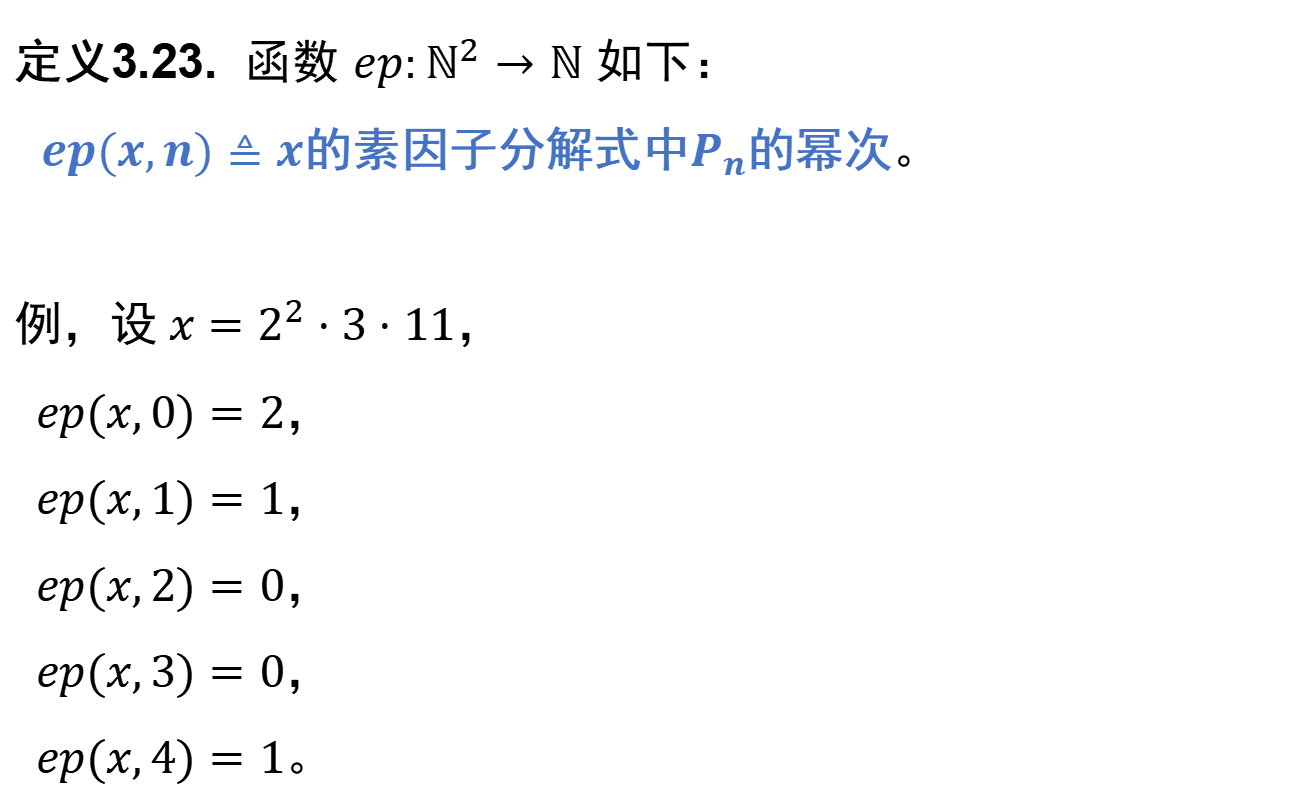 定义3.23. 函数 ep: ℕ² → ℕ 如下：
ep(x, n) ≜ x的素因子分解式中Pₙ的幂次。
例，设 x = 2² · 3 · 11，
ep(x, 0) = 2，
ep(x, 1) = 1，
ep(x, 2) = 0，
ep(x, 3) = 0，
ep(x, 4) = 1。